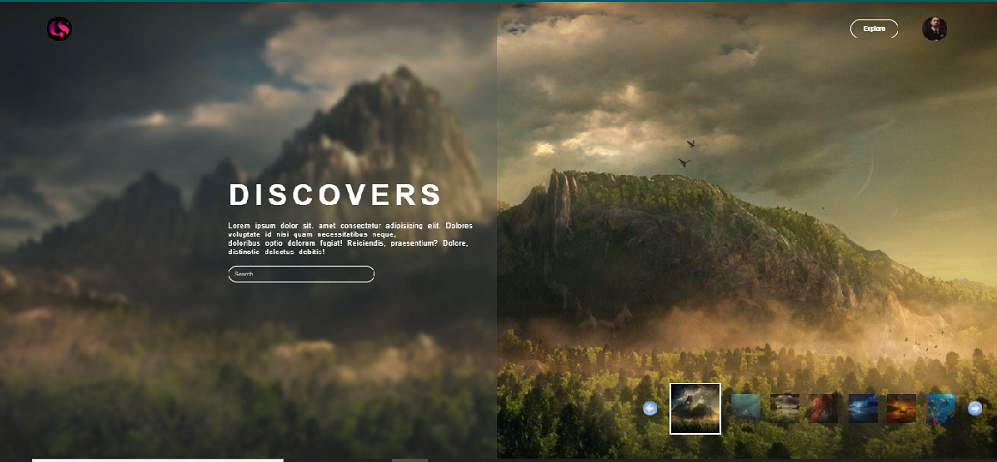 Explore
DISCOVERS
Lorem ipsum dolor sit, amet consectetur adipisicing elit. Dolores
voluptate id nisi quam necessitatibus neque,
doloribus optio dolorum fugiat! Reiciendis, praesentium? Dolore,
distinctio delectus debitis!
Search